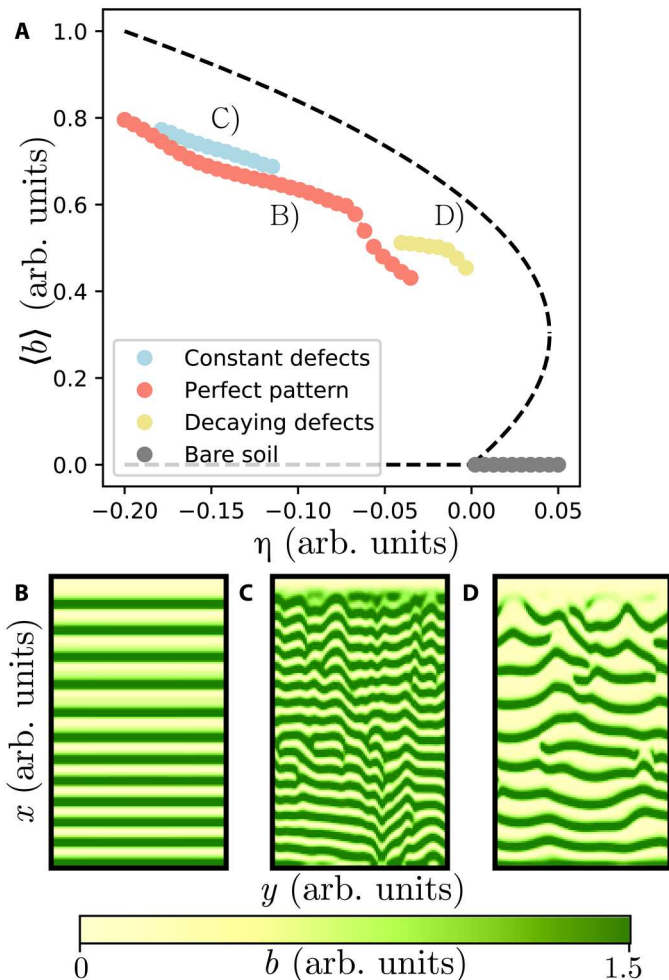 A
1.0
0.8
0.6
0.4
0.2
0.0
⟨b⟩ (arb. units)
C)
B)
D)
Constant defects
Perfect pattern
Decaying defects
Bare soil
−0.20 −0.15 −0.10 −0.05 0.00 0.05
η (arb. units)
B C D
x (arb. units)
y (arb. units)
0 b (arb. units) 1.5